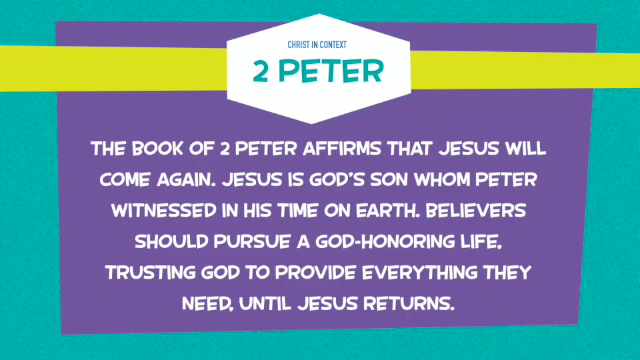 CHRIST IN CONTEXT
2 PETER
THE BOOK OF 2 PETER AFFIRMS THAT JESUS WILL
COME AGAIN. JESUS IS GOD'S SON WHOM PETER
WITNESSED IN HIS TIME ON EARTH. BELIEVERS
SHOULD PURSUE A GOD-HONORING LIFE,
TRUSTING GOD TO PROVIDE EVERYTHING THEY
NEED, UNTIL JESUS RETURNS.